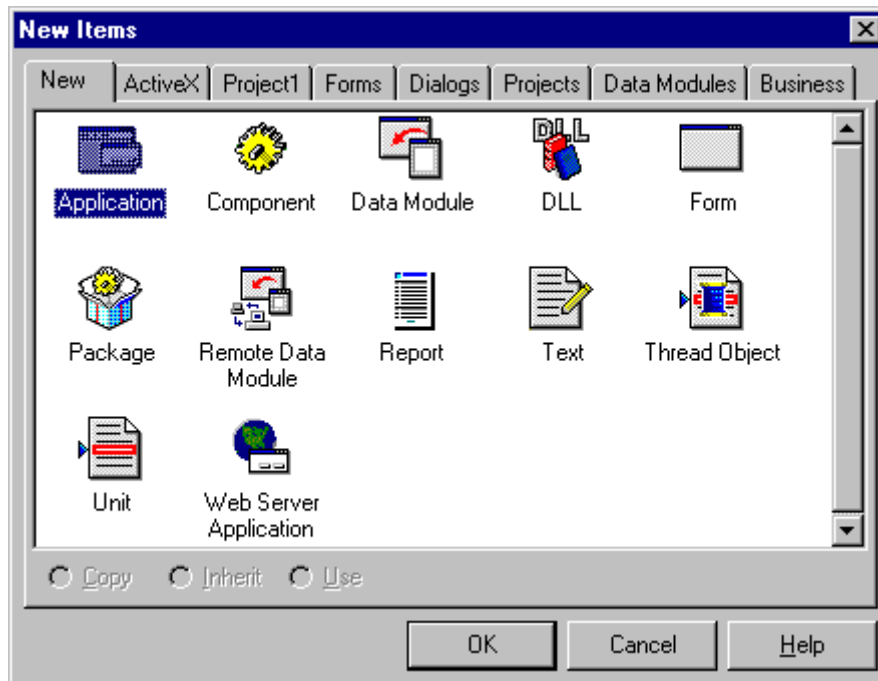 New Items
New ActiveX Project1 Forms Dialogs Projects Data Modules Business
DLL
Application Component Data Module DLL Form
Package Remote Data Report Text Thread Object
Module
Unit Web Server
Application
Copy Inherit Use
OK Cancel Help